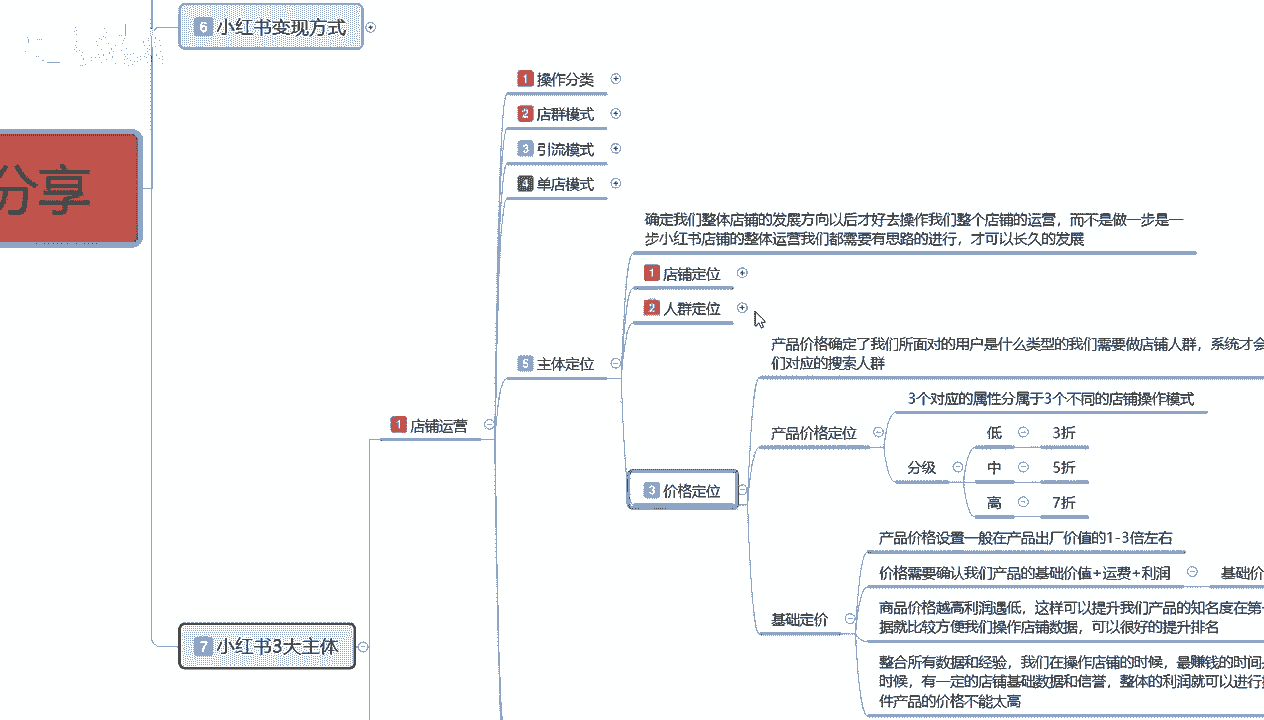 6 小红书变现方式
分享
1 操作分类
2 店群模式
3 引流模式
4 单店模式
确定我们整体店铺的发展方向以后才好去操作我们整个店铺的运营，而不是做一步是一
步小红书店铺的整体运营我们都需要有思路的进行，才可以长久的发展
1 店铺定位
2 人群定位
产品价格确定了我们所面对的用户是什么类型的我们需要做店铺人群，系统才会
们对应的搜索人群
5 主体定位
3个对应的属性分属于3个不同的店铺操作模式
1 店铺运营
产品价格定位
低 3折
分级
中 5折
3 价格定位
高 7折
产品价格设置一般在产品出厂价值的1-3倍左右
价格需要确认我们产品的基础价值+运费+利润
基础价
商品价格越高利润遇低，这样可以提升我们产品的知名度在第一
据就比较方便我们操作店铺数据，可以很好的提升排名
基础定价
7 小红书3大主体
整合所有数据和经验，我们在操作店铺的时候，最赚钱的时间
时候，有一定的店铺基础数据和信誉，整体的利润就可以进行
件产品的价格不能太高